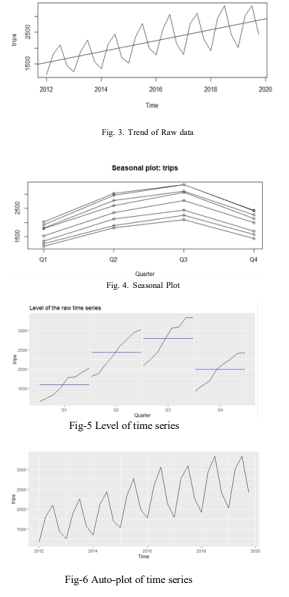 2500
1500
trips
2012
2014
2016
2018
2020
Time
Fig. 3. Trend of Raw data
Seasonal plot: trips
2500
1500
trips
Q1
Q2
Q3
Q4
Quarter
Fig. 4. Seasonal Plot
Level of the raw time series
3000
2500
2000
1500
trips
Q1
Q2
Q3
Q4
Quarter
Fig-5 Level of time series
3000
2500
2000
1500
trips
2012
2014
2016
2018
2020
Time
Fig-6 Auto-plot of time series